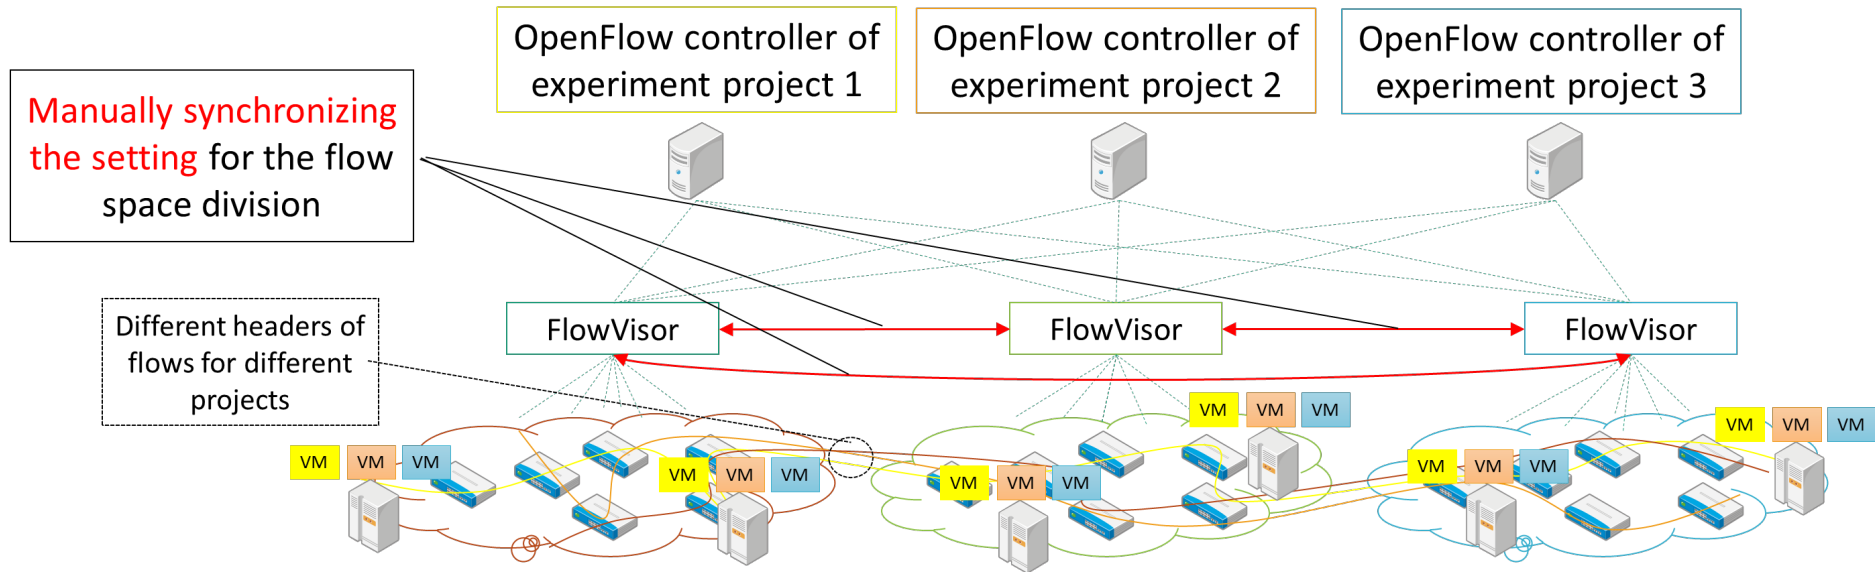 OpenFlow controller of
experiment project 1
OpenFlow controller of
experiment project 2
OpenFlow controller of
experiment project 3
Manually synchronizing
the setting for the flow
space division
Different headers of
flows for different
projects
FlowVisor
FlowVisor
FlowVisor
VM VM VM
VM VM VM
VM VM VM
VM VM VM
VM VM VM
VM VM VM